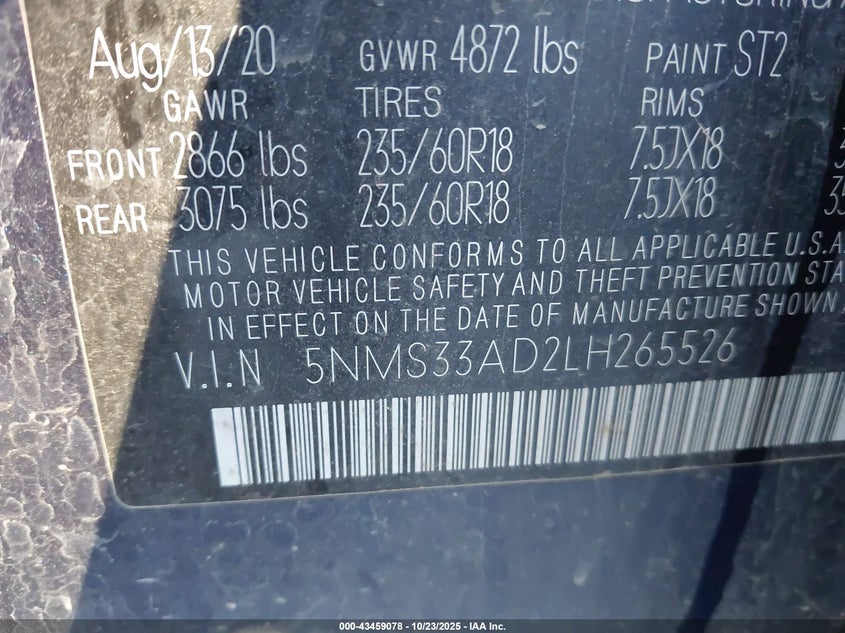 Aug/13/20 GVWR 4872 lbs PAINT ST2
GAWR TIRES RIMS
FRONT 2866 lbs 235/60R18 7.5JX18
REAR 3075 lbs 235/60R18 7.5JX18
THIS VEHICLE CONFORMS TO ALL APPLICABLE U.S.A.
MOTOR VEHICLE SAFETY AND THEFT PREVENTION STA
IN EFFECT ON THE DATE OF MANUFACTURE SHOWN
V.I.N 5NMS33AD2LH265526
000-43459078 - 10/23/2025 - IAA Inc.